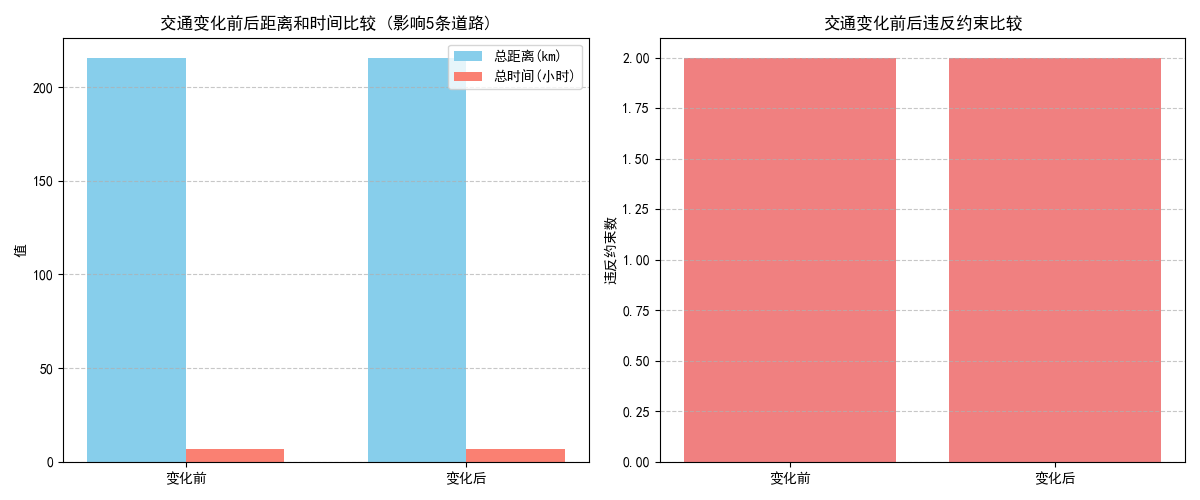 交通变化前后距离和时间比较 (影响5条道路)
总距离(km)
总时间(小时)
值
200
150
100
50
0
变化前
变化后
交通变化前后违反约束比较
违反约束数
2.00
1.75
1.50
1.25
1.00
0.75
0.50
0.25
0.00
变化前
变化后